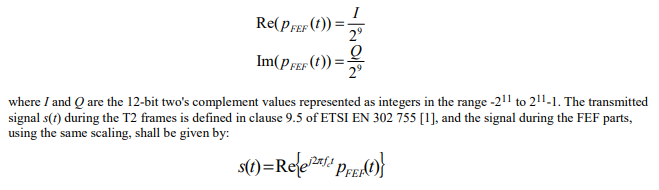 Re(p_FEF(t)) = I/2^9
Im(p_FEF(t)) = Q/2^9
where I and Q are the 12-bit two's complement values represented as integers in the range -2^11 to 2^11-1. The transmitted
signal s(t) during the T2 frames is defined in clause 9.5 of ETSI EN 302 755 [1], and the signal during the FEF parts,
using the same scaling, shall be given by:
s(t)=Re{e^{j2πf_c t} p_FEF(t)}